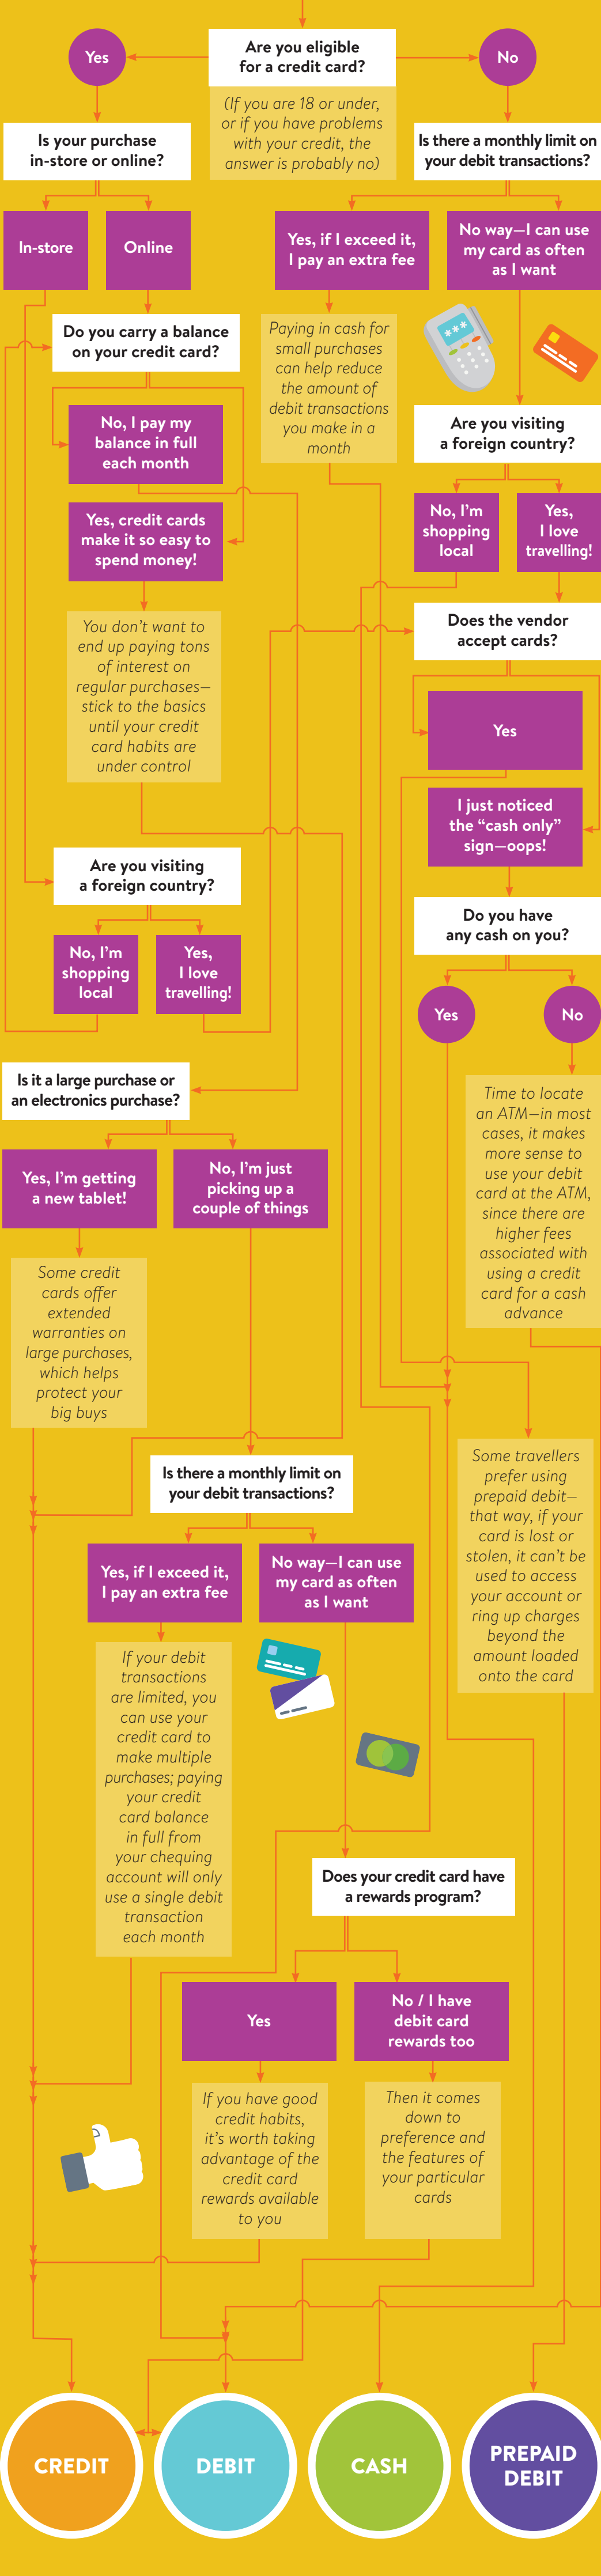 Are you eligible
for a credit card?
Yes
No
(If you are 18 or under,
or if you have problems
with your credit, the
answer is probably no)
Is your purchase
in-store or online?
Is there a monthly limit on
your debit transactions?
In-store
Online
Yes, if I exceed it,
I pay an extra fee
No way—I can use
my card as often
as I want
Do you carry a balance
on your credit card?
Paying in cash for
small purchases
can help reduce
the amount of
debit transactions
you make in a
month
***
No, I pay my
balance in full
each month
Are you visiting
a foreign country?
Yes, credit cards
make it so easy to
spend money!
No, I'm
shopping
local
Yes,
I love
travelling!
You don't want to
end up paying tons
of interest on
regular purchases—
stick to the basics
until your credit
card habits are
under control
Does the vendor
accept cards?
Yes
I just noticed
the “cash only”
sign—oops!
Are you visiting
a foreign country?
Do you have
any cash on you?
No, I'm
shopping
local
Yes,
I love
travelling!
Yes
No
Is it a large purchase or
an electronics purchase?
Time to locate
an ATM—in most
cases, it makes
more sense to
use your debit
card at the ATM,
since there are
higher fees
associated with
using a credit
card for a cash
advance
Yes, I'm getting
a new tablet!
No, I'm just
picking up a
couple of things
Some credit
cards offer
extended
warranties on
large purchases,
which helps
protect your
big buys
Is there a monthly limit on
your debit transactions?
Some travellers
prefer using
prepaid debit—
that way, if your
card is lost or
stolen, it can't be
used to access
your account or
ring up charges
beyond the
amount loaded
onto the card
Yes, if I exceed it,
I pay an extra fee
No way—I can use
my card as often
as I want
If your debit
transactions
are limited, you
can use your
credit card to
make multiple
purchases; paying
your credit
card balance
in full from
your chequing
account will only
use a single debit
transaction
each month
Does your credit card have
a rewards program?
Yes
No / I have
debit card
rewards too
If you have good
credit habits,
it's worth taking
advantage of the
credit card
rewards available
to you
Then it comes
down to
preference and
the features of
your particular
cards
CREDIT
DEBIT
CASH
PREPAID
DEBIT